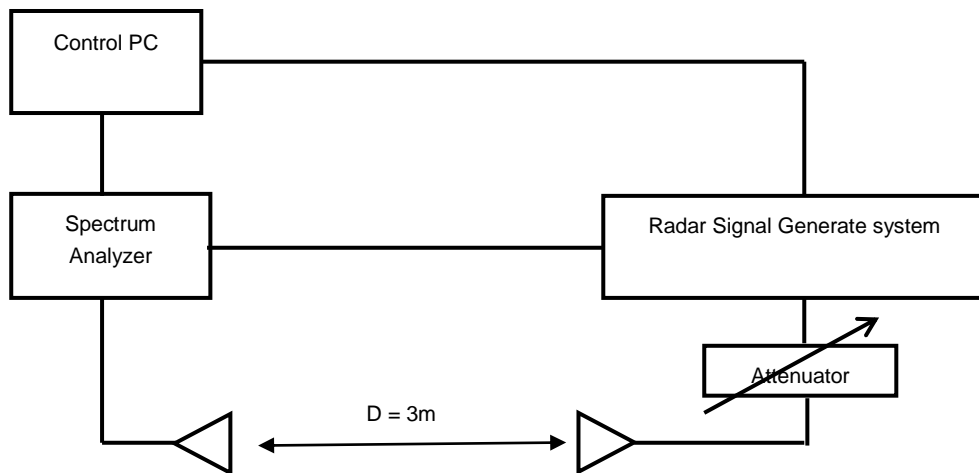 Control PC
Spectrum
Analyzer
Radar Signal Generate system
Attenuator
D = 3m